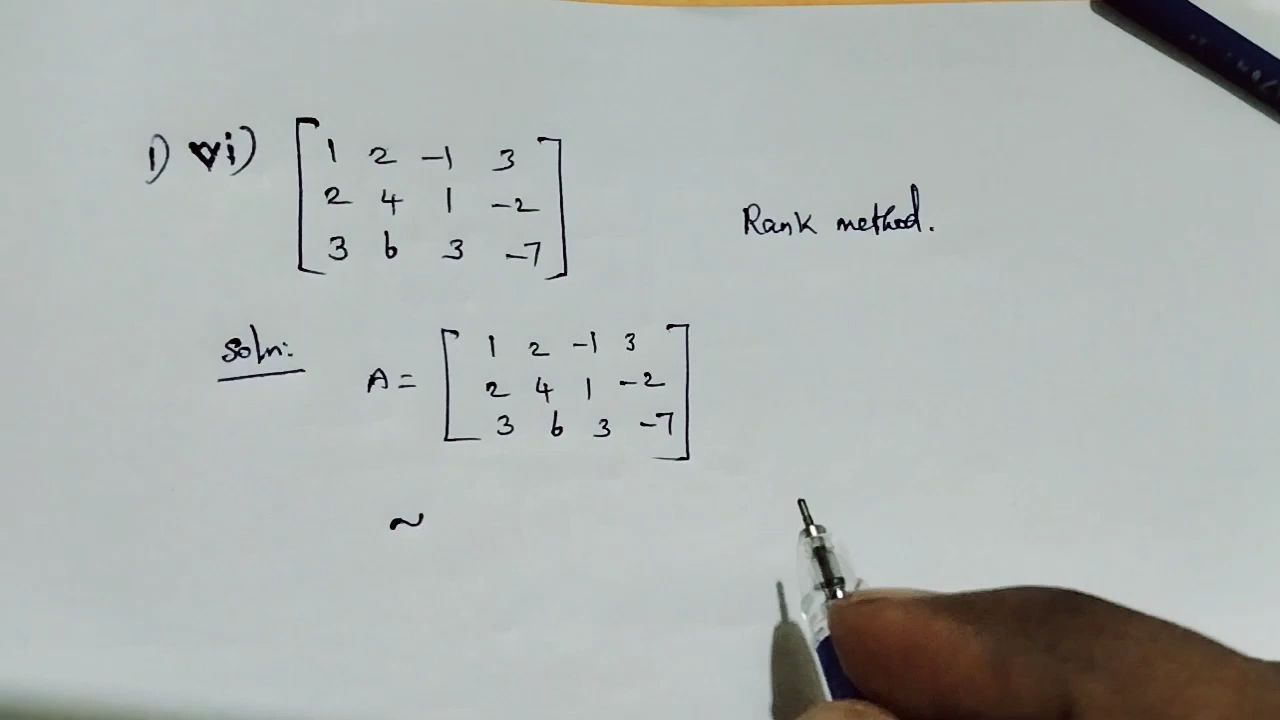 1) vi) [ 1 2 -1 3
2 4 1 -2
3 6 3 -7 ]
Rank method.
Soln:
A = [ 1 2 -1 3
2 4 1 -2
3 6 3 -7 ]
~